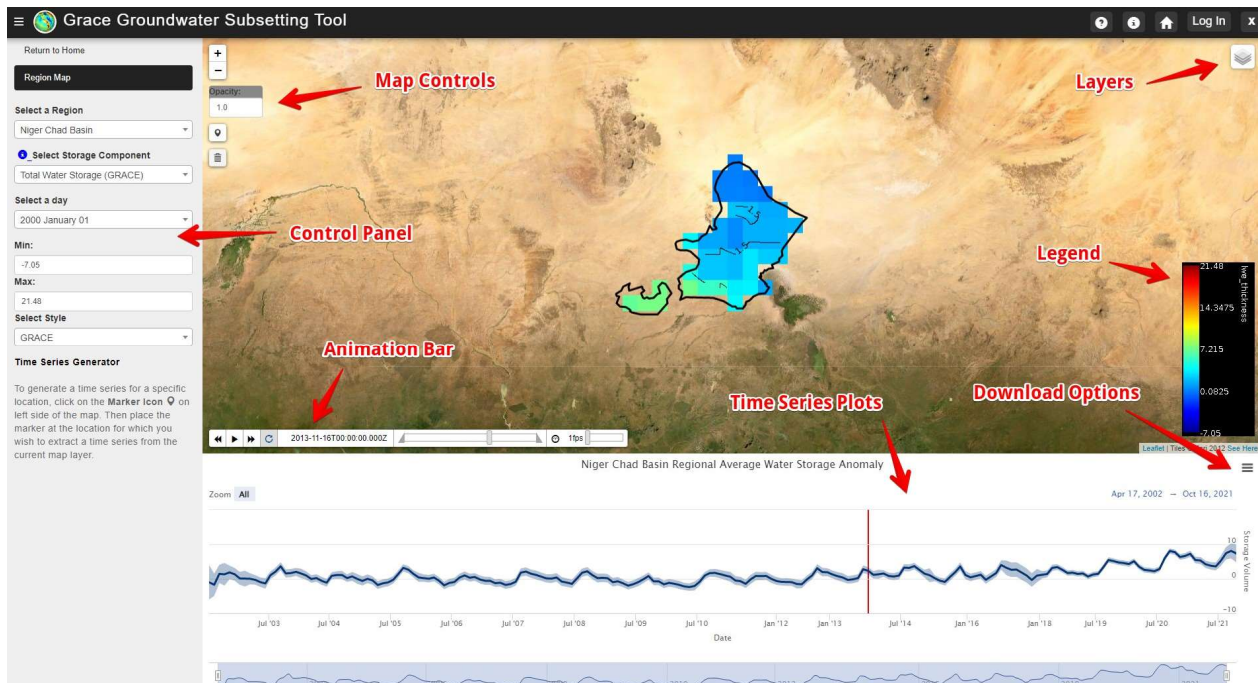 Grace Groundwater Subsetting Tool
Log In
x
Return to Home
Region Map
Select a Region
Niger Chad Basin
Select Storage Component
Total Water Storage (GRACE)
Select a day
2000 January 01
Min:
-7.05
Max:
21.48
Select Style
GRACE
Time Series Generator
To generate a time series for a specific
location, click on the Marker Icon on
left side of the map. Then place the
marker at the location for which you
wish to extract a time series from the
current map layer.
+
−
Opacity:
1.0
Map Controls
Layers
Control Panel
Legend
21.48
14.3475
7.215
0.0825
-7.05
lwe_thickness
Animation Bar
Time Series Plots
Download Options
2013-11-16T00:00:00.000Z
1fps
Leaflet | Tiles
2012 See Here
Niger Chad Basin Regional Average Water Storage Anomaly
Zoom All
Apr 17, 2002 → Oct 16, 2021
10
0
-10
Storage Volume
Jul '03 Jul '04 Jul '05 Jul '06 Jul '07 Jul '08 Jul '09 Jul '10 Jan '12 Jan '13 Jul '14 Jan '16 Jan '18 Jul '19 Jul '20 Jul '21
Date